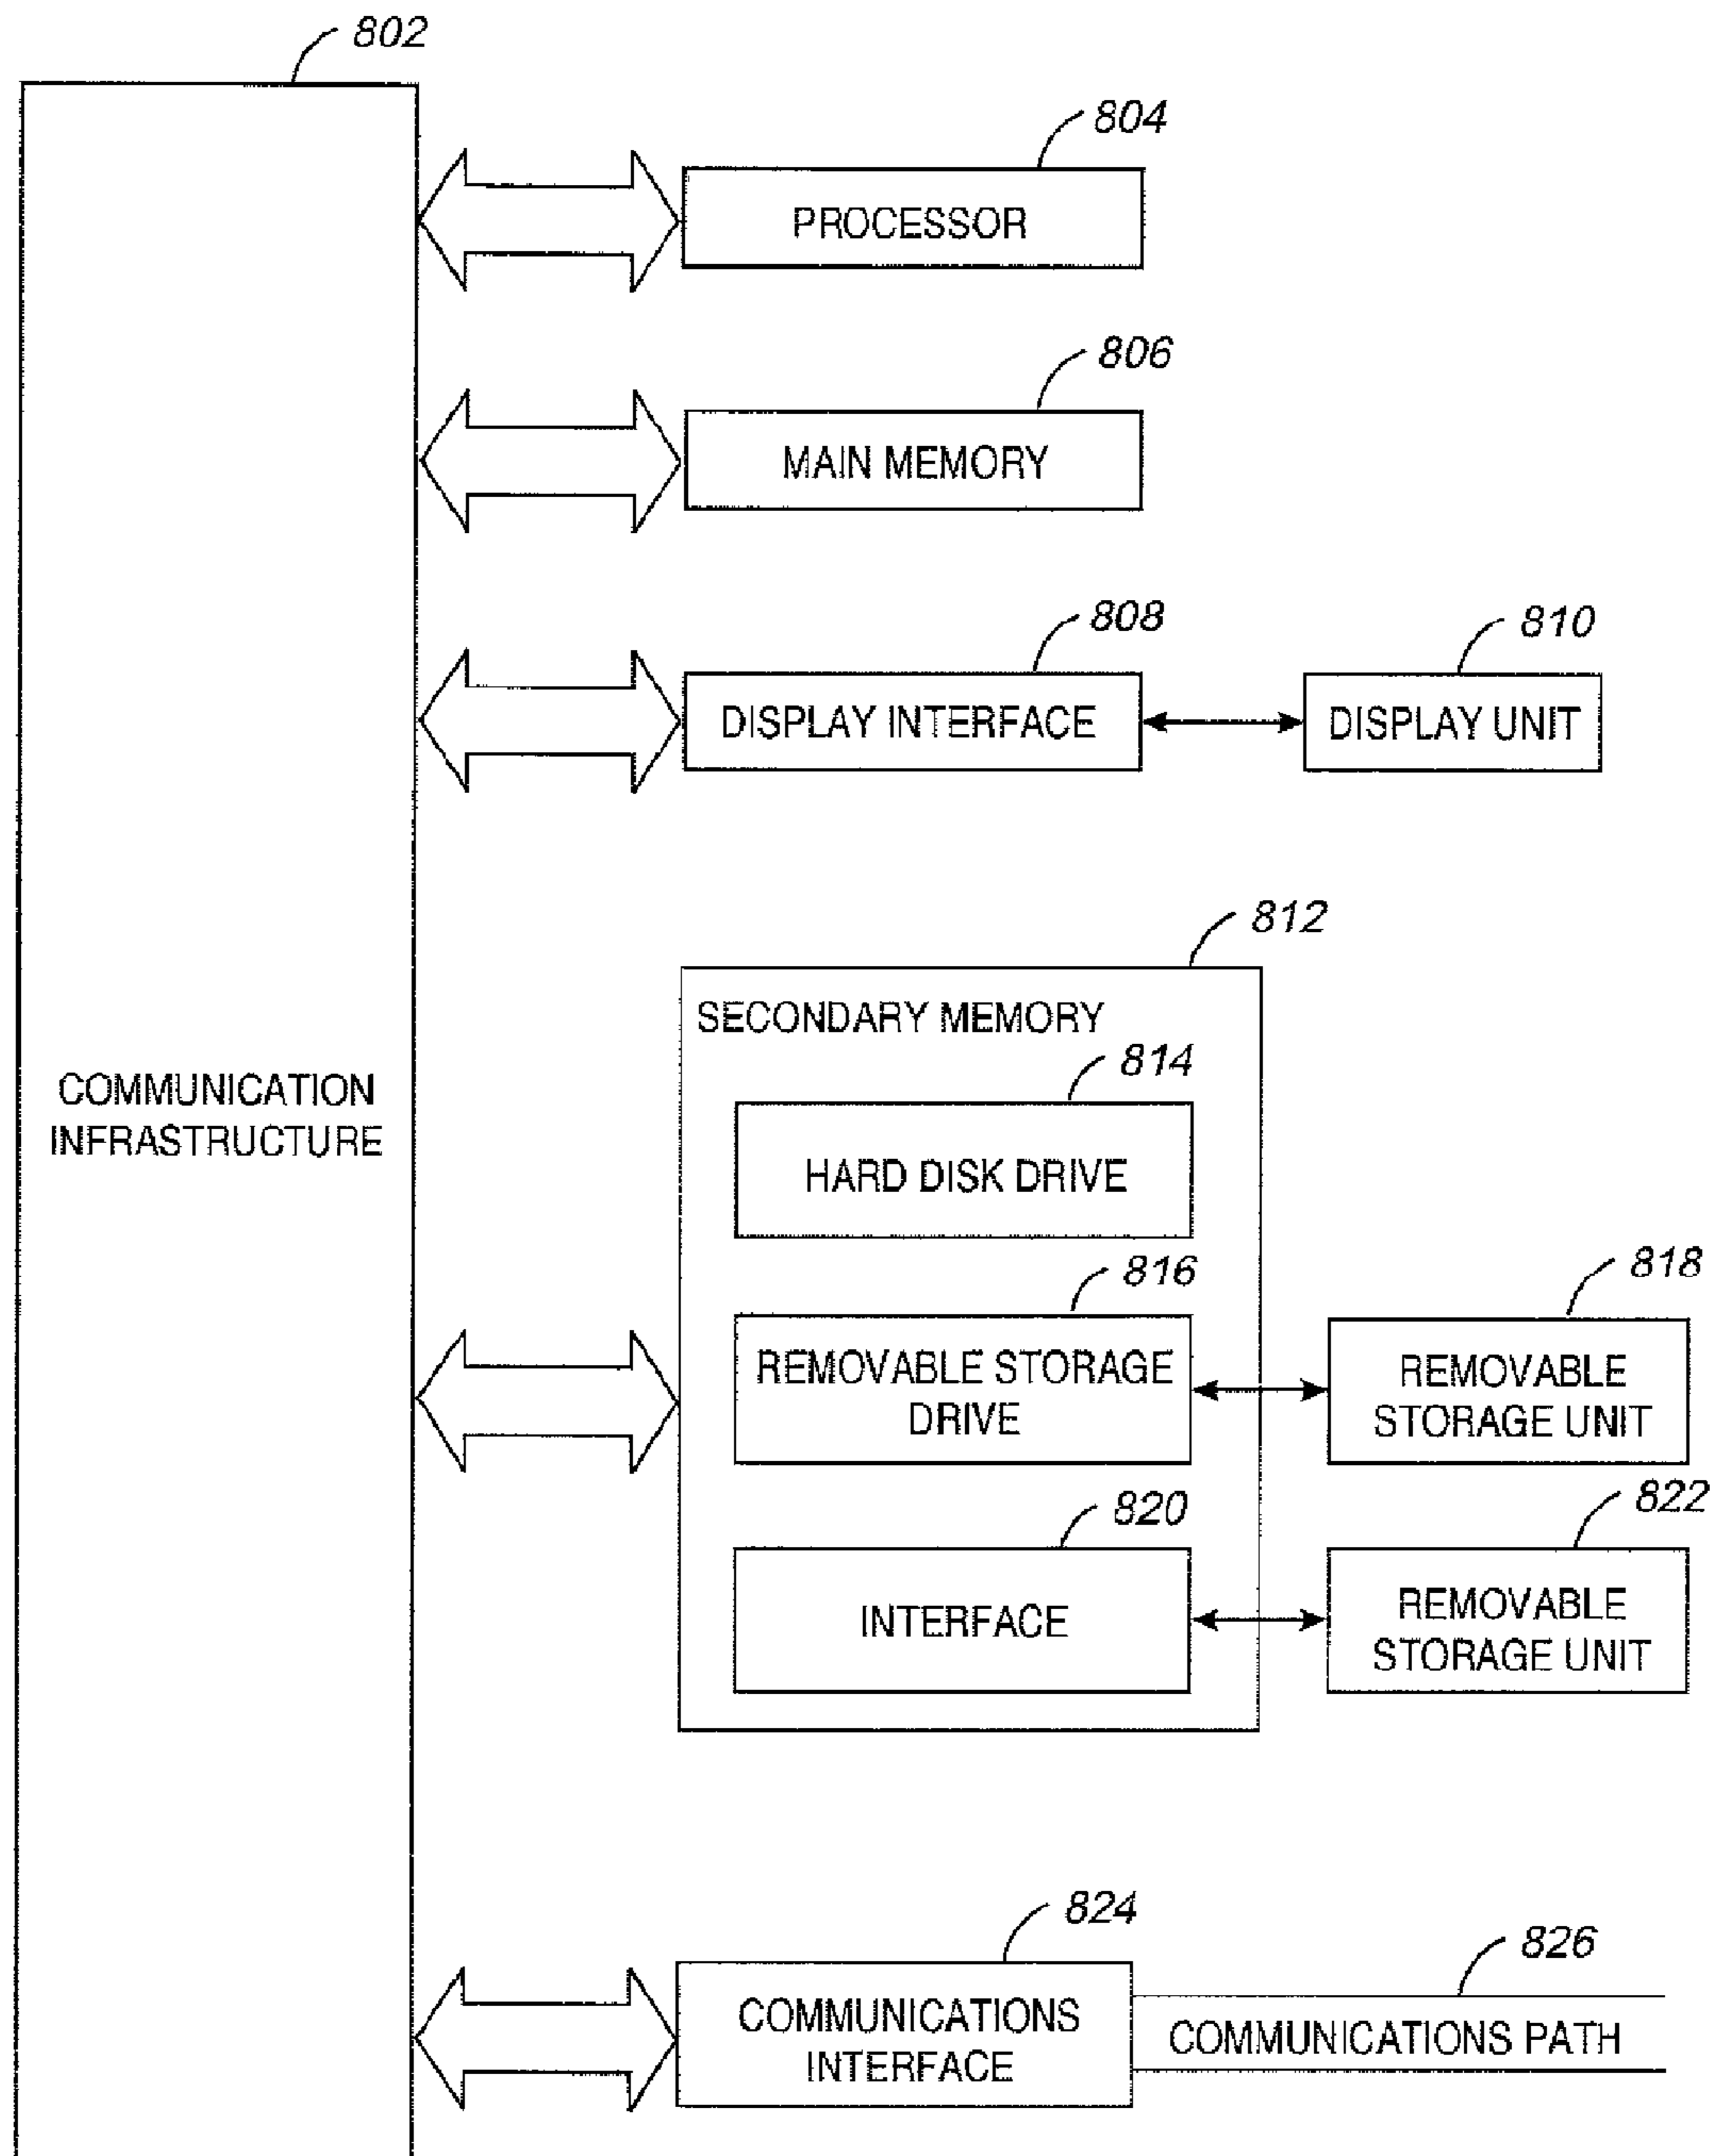 802
804
PROCESSOR
806
MAIN MEMORY
808
810
DISPLAY INTERFACE
DISPLAY UNIT
812
SECONDARY MEMORY
814
COMMUNICATION
INFRASTRUCTURE
HARD DISK DRIVE
816
818
REMOVABLE STORAGE
DRIVE
REMOVABLE
STORAGE UNIT
820
822
INTERFACE
REMOVABLE
STORAGE UNIT
824
826
COMMUNICATIONS
INTERFACE
COMMUNICATIONS PATH